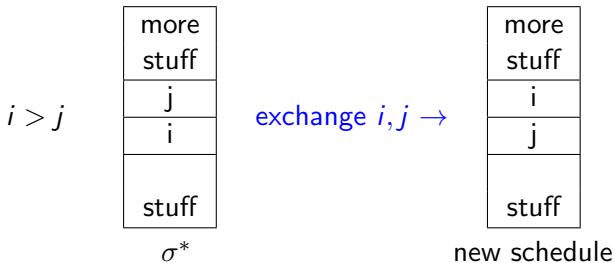 more
stuff
j
i
stuff
σ*
i > j
exchange i, j →
more
stuff
i
j
stuff
new schedule